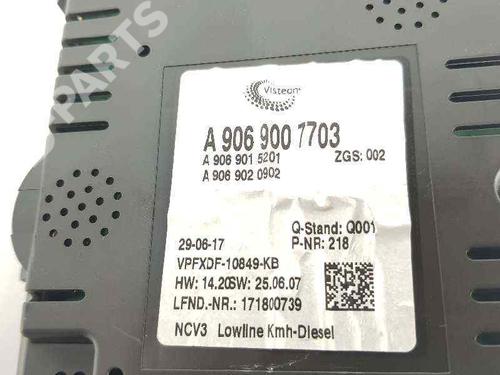 PARTS
Visteon
A 906 900 7703
A 906 901 5201 ZGS: 002
A 906 902 0902
Q-Stand: Q001
29-06-17 P-NR: 218
VPFXDF-10849-KB
HW: 14.20SW: 25.06.07
LFND.-NR.: 171800739
NCV3 Lowline Kmh-Diesel